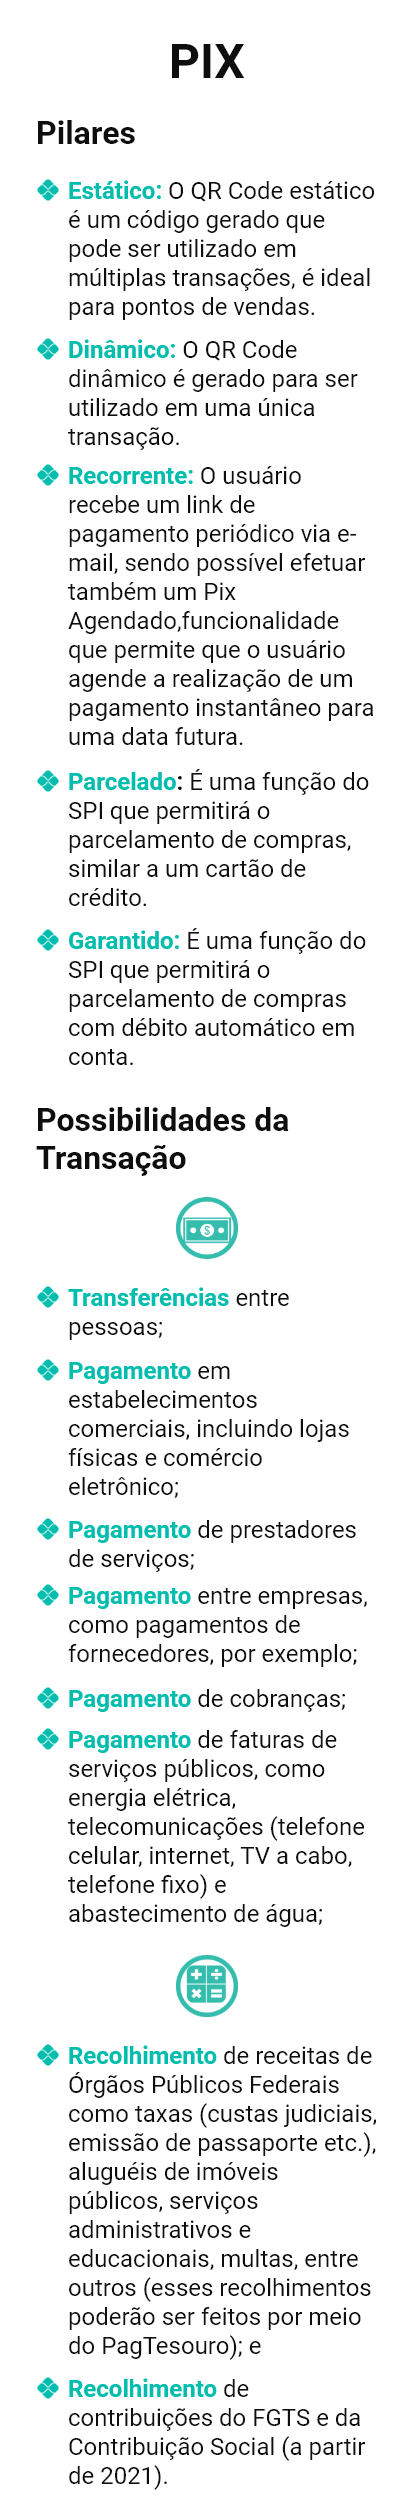 PIX
Pilares
Estático: O QR Code estático
é um código gerado que
pode ser utilizado em
múltiplas transações, é ideal
para pontos de vendas.
Dinâmico: O QR Code
dinâmico é gerado para ser
utilizado em uma única
transação.
Recorrente: O usuário
recebe um link de
pagamento periódico via e-
mail, sendo possível efetuar
também um Pix
Agendado,funcionalidade
que permite que o usuário
agende a realização de um
pagamento instantâneo para
uma data futura.
Parcelado: É uma função do
SPI que permitirá o
parcelamento de compras,
similar a um cartão de
crédito.
Garantido: É uma função do
SPI que permitirá o
parcelamento de compras
com débito automático em
conta.
Possibilidades da
Transação
$
Transferências entre
pessoas;
Pagamento em
estabelecimentos
comerciais, incluindo lojas
físicas e comércio
eletrônico;
Pagamento de prestadores
de serviços;
Pagamento entre empresas,
como pagamentos de
fornecedores, por exemplo;
Pagamento de cobranças;
Pagamento de faturas de
serviços públicos, como
energia elétrica,
telecomunicações (telefone
celular, internet, TV a cabo,
telefone fixo) e
abastecimento de água;
Recolhimento de receitas de
Órgãos Públicos Federais
como taxas (custas judiciais,
emissão de passaporte etc.),
aluguéis de imóveis
públicos, serviços
administrativos e
educacionais, multas, entre
outros (esses recolhimentos
poderão ser feitos por meio
do PagTesouro); e
Recolhimento de
contribuições do FGTS e da
Contribuição Social (a partir
de 2021).